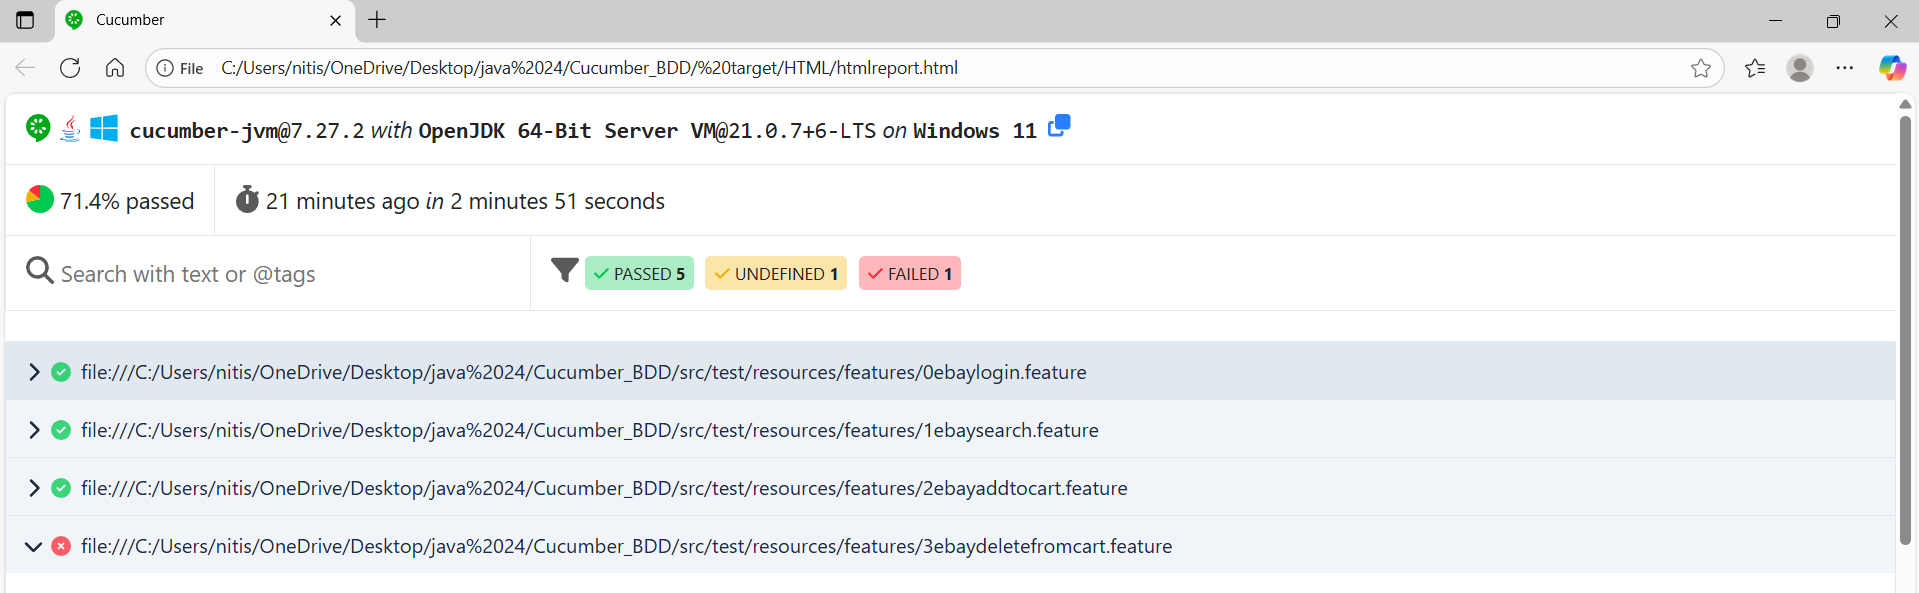 Cucumber
File C:/Users/nitis/OneDrive/Desktop/java%2024/Cucumber_BDD/%20target/HTML/htmlreport.html
cucumber-jvm@7.27.2 with OpenJDK 64-Bit Server VM@21.0.7+6-LTS on Windows 11
71.4% passed 21 minutes ago in 2 minutes 51 seconds
Search with text or @tags PASSED 5 UNDEFINED 1 FAILED 1
file:///C:/Users/nitis/OneDrive/Desktop/java%2024/Cucumber_BDD/src/test/resources/features/0ebaylogin.feature
file:///C:/Users/nitis/OneDrive/Desktop/java%2024/Cucumber_BDD/src/test/resources/features/1ebaysearch.feature
file:///C:/Users/nitis/OneDrive/Desktop/java%2024/Cucumber_BDD/src/test/resources/features/2ebayaddtocart.feature
file:///C:/Users/nitis/OneDrive/Desktop/java%2024/Cucumber_BDD/src/test/resources/features/3ebaydeletefromcart.feature